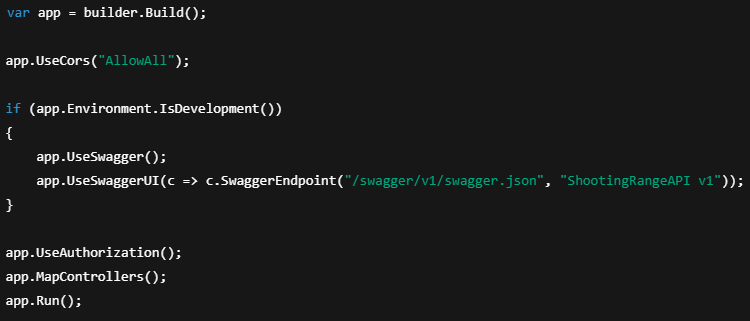 var app = builder.Build();
app.UseCors("AllowAll");
if (app.Environment.IsDevelopment())
{
    app.UseSwagger();
    app.UseSwaggerUI(c => c.SwaggerEndpoint("/swagger/v1/swagger.json", "ShootingRangeAPI v1"));
}
app.UseAuthorization();
app.MapControllers();
app.Run();